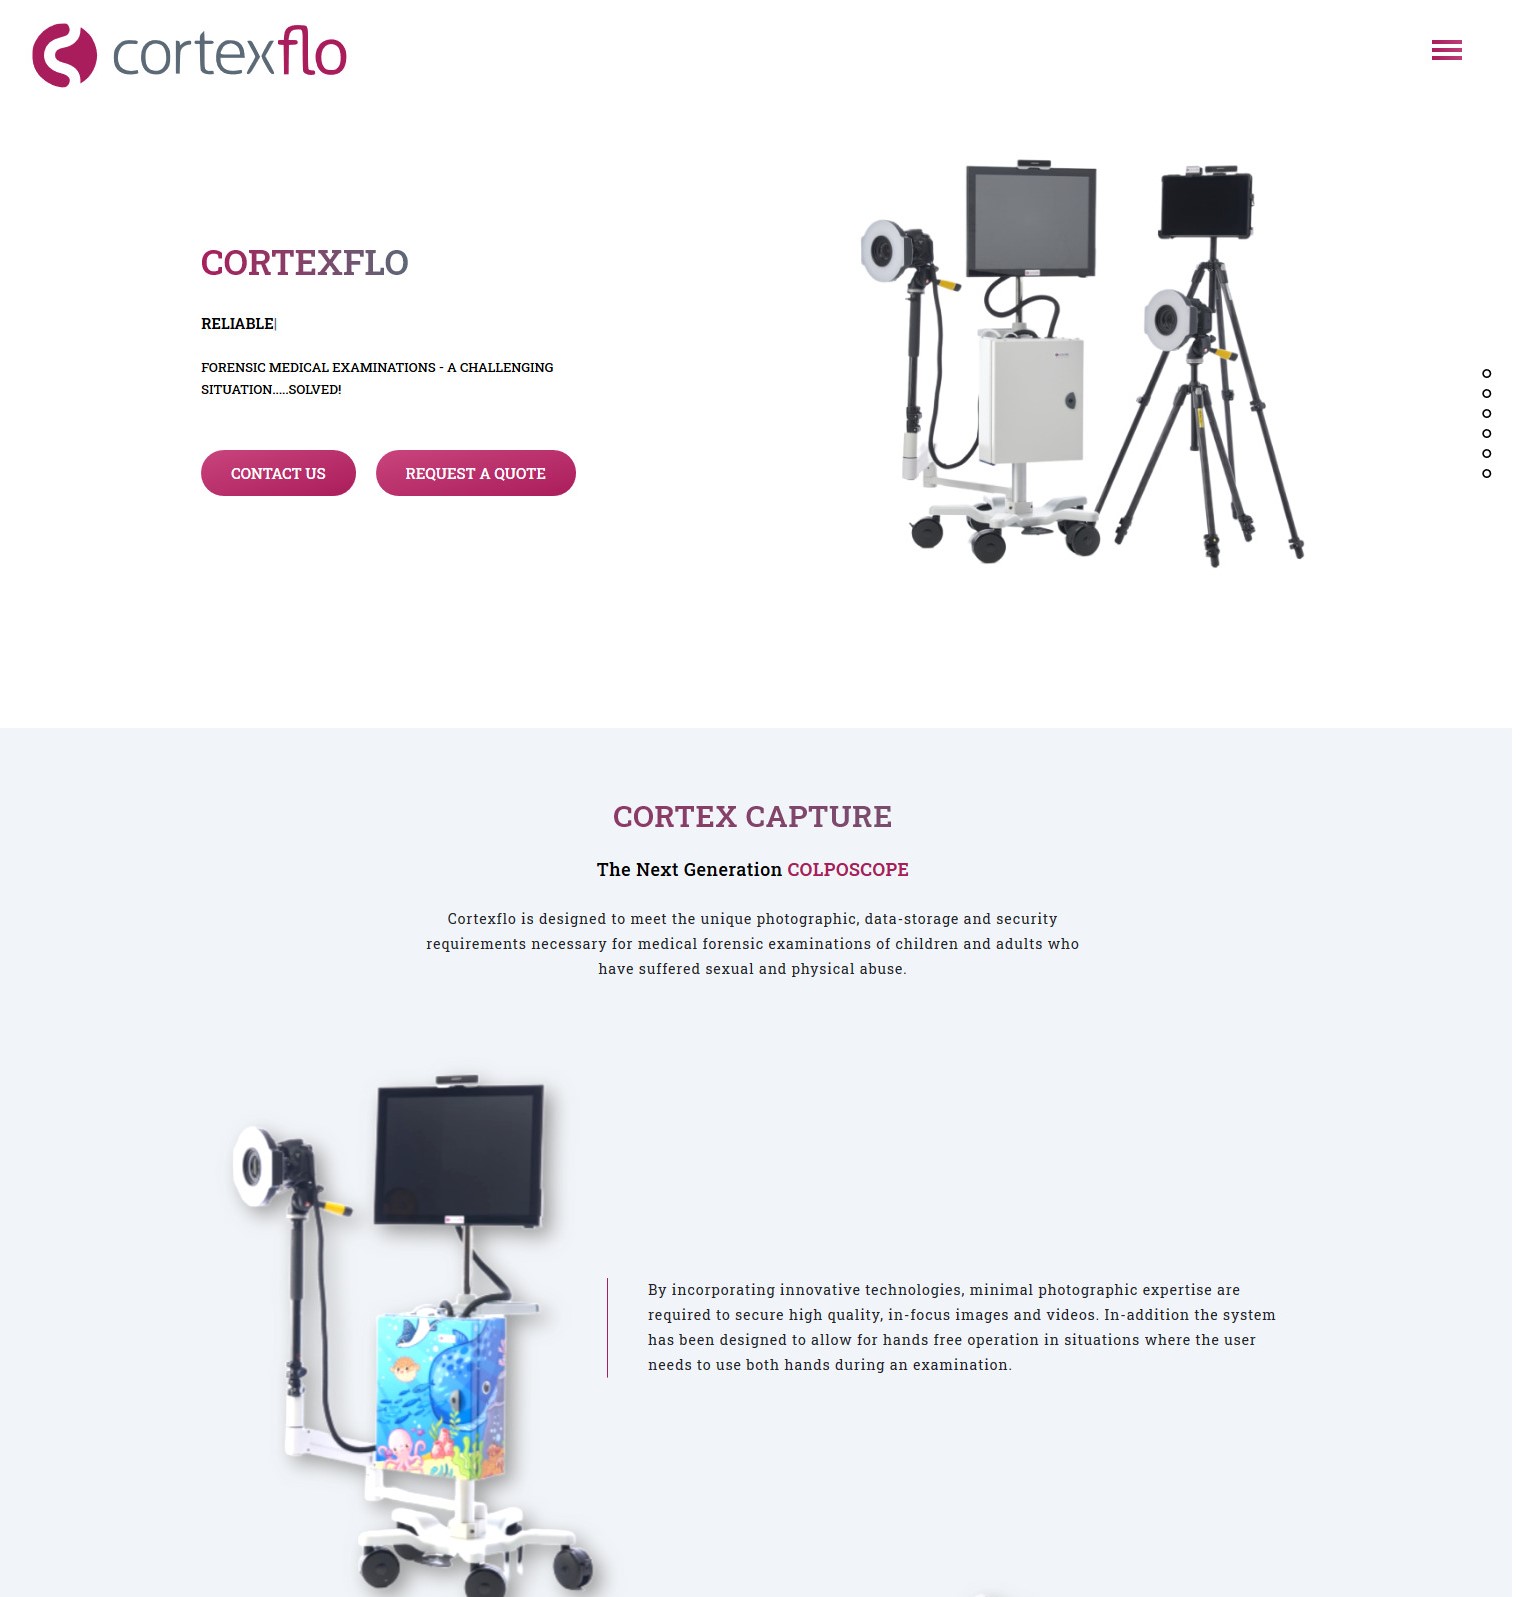 cortexflo
CORTEXFLO
RELIABLE|
FORENSIC MEDICAL EXAMINATIONS - A CHALLENGING
SITUATION.....SOLVED!
CONTACT US
REQUEST A QUOTE
CORTEX CAPTURE
The Next Generation COLPOSCOPE
Cortexflo is designed to meet the unique photographic, data-storage and security
requirements necessary for medical forensic examinations of children and adults who
have suffered sexual and physical abuse.
By incorporating innovative technologies, minimal photographic expertise are
required to secure high quality, in-focus images and videos. In-addition the system
has been designed to allow for hands free operation in situations where the user
needs to use both hands during an examination.